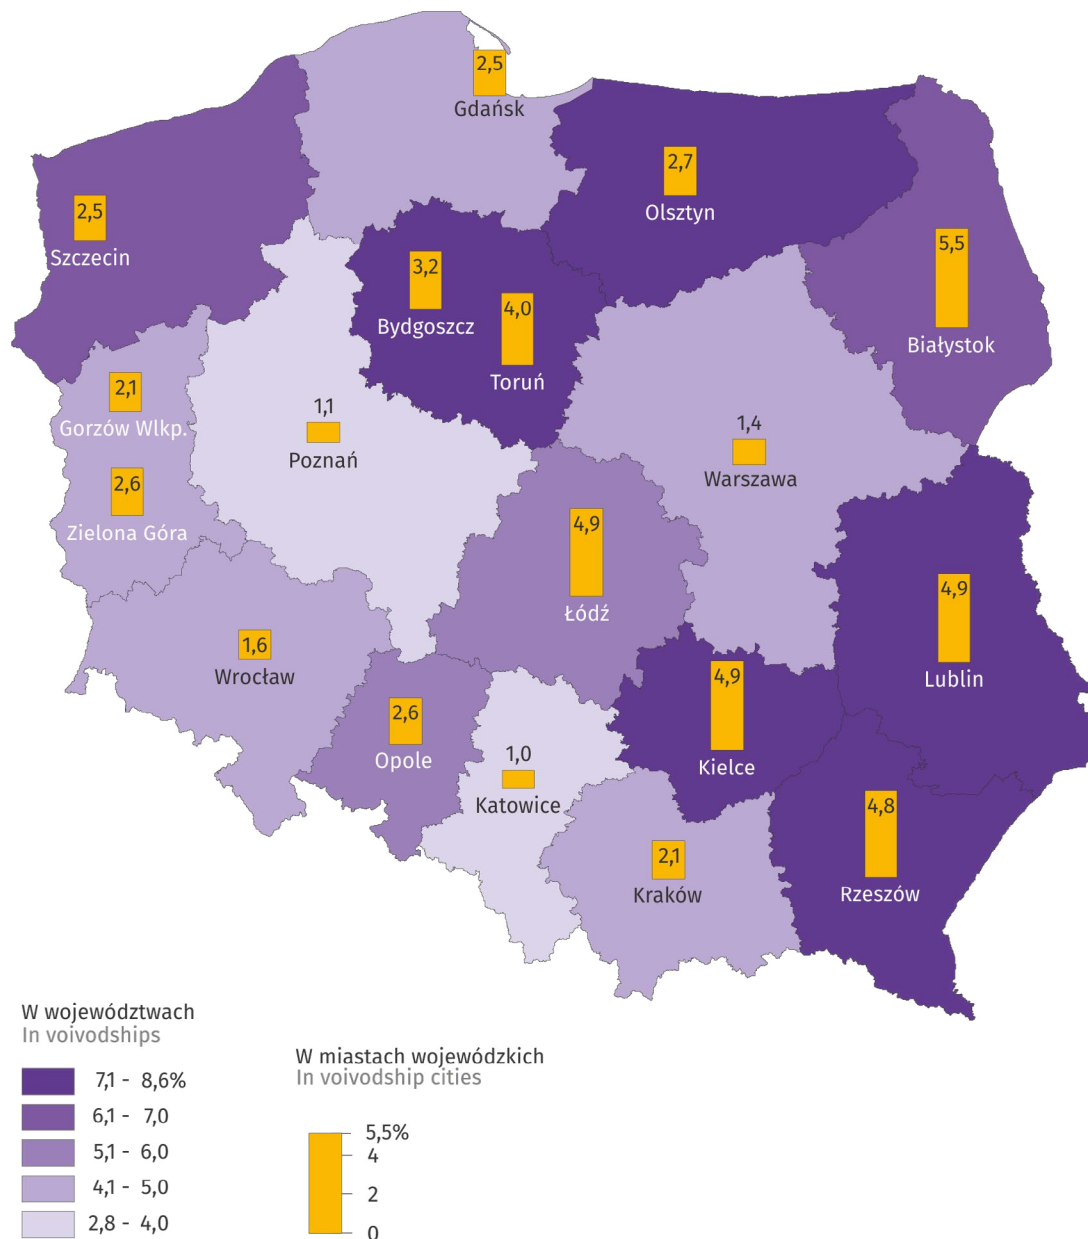 2,5
Gdańsk
2,7
Olsztyn
2,5
Szczecin
5,5
Białystok
3,2
Bydgoszcz
4,0
Toruń
2,1
Gorzów Wlkp.
1,1
Poznań
1,4
Warszawa
2,6
Zielona Góra
4,9
Łódź
4,9
Lublin
1,6
Wrocław
4,9
Kielce
2,6
Opole
1,0
Katowice
4,8
Rzeszów
2,1
Kraków
W województwach
In voivodships
7,1 - 8,6%
6,1 - 7,0
5,1 - 6,0
4,1 - 5,0
2,8 - 4,0
W miastach wojewódzkich
In voivodship cities
5,5%
4
2
0